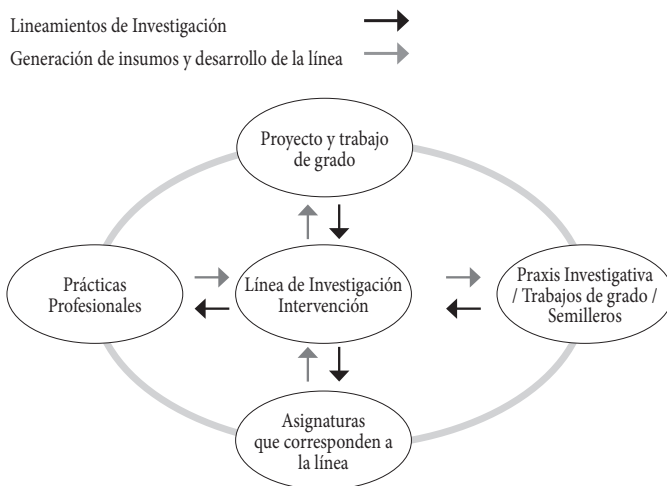 Lineamientos de Investigación
Generación de insumos y desarrollo de la línea
Proyecto y trabajo
de grado
Prácticas
Profesionales
Línea de Investigación
Intervención
Praxis Investigativa
/ Trabajos de grado /
Semilleros
Asignaturas
que corresponden a
la línea